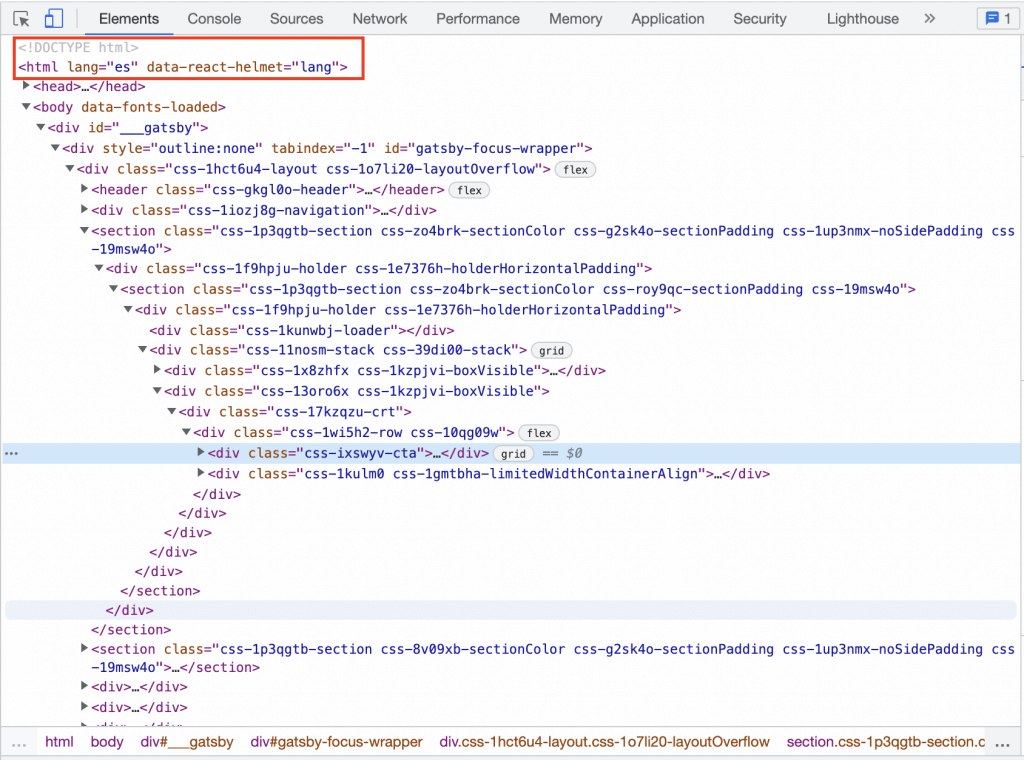 Elements Console Sources Network Performance Memory Application Security Lighthouse » 1
<!DOCTYPE html>
<html lang="es" data-react-helmet="lang">
<head>…</head>
<body data-fonts-loaded>
<div id="___gatsby">
<div style="outline:none" tabindex="-1" id="gatsby-focus-wrapper">
<div class="css-1hct6u4-layout css-1o7li20-layoutOverflow"> flex
<header class="css-gkgl0o-header">…</header> flex
<div class="css-1iozj8g-navigation">…</div>
<section class="css-1p3qgtb-section css-zo4brk-sectionColor css-g2sk4o-sectionPadding css-1up3nmx-noSidePadding css
-19msw4o">
<div class="css-1f9hpju-holder css-1e7376h-holderHorizontalPadding">
<section class="css-1p3qgtb-section css-zo4brk-sectionColor css-roy9qc-sectionPadding css-19msw4o">
<div class="css-1f9hpju-holder css-1e7376h-holderHorizontalPadding">
<div class="css-1kunwbj-loader"></div>
<div class="css-11nosm-stack css-39di00-stack"> grid
<div class="css-1x8zhfx css-1kzpjvi-boxVisible">…</div>
<div class="css-13oro6x css-1kzpjvi-boxVisible">
<div class="css-17kzqzu-crt">
<div class="css-1wi5h2-row css-10qg09w"> flex
… <div class="css-ixswyv-cta">…</div> grid == $0
<div class="css-1kulm0 css-1gmtbha-limitedWidthContainerAlign">…</div>
</div>
</div>
</div>
</div>
</div>
</section>
</div>
</section>
<section class="css-1p3qgtb-section css-8v09xb-sectionColor css-g2sk4o-sectionPadding css-1up3nmx-noSidePadding css
-19msw4o">…</section>
<div>…</div>
<div>…</div>
… html body div#___gatsby div#gatsby-focus-wrapper div.css-1hct6u4-layout.css-1o7li20-layoutOverflow section.css-1p3qgtb-section.c …